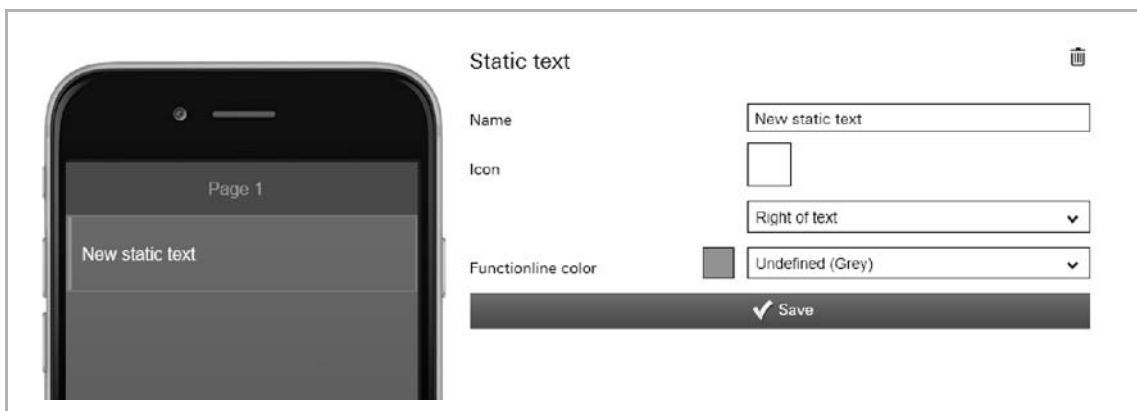 Page 1
New static text
Static text
Name
New static text
Icon
Right of text
Functionline color
Undefined (Grey)
Save